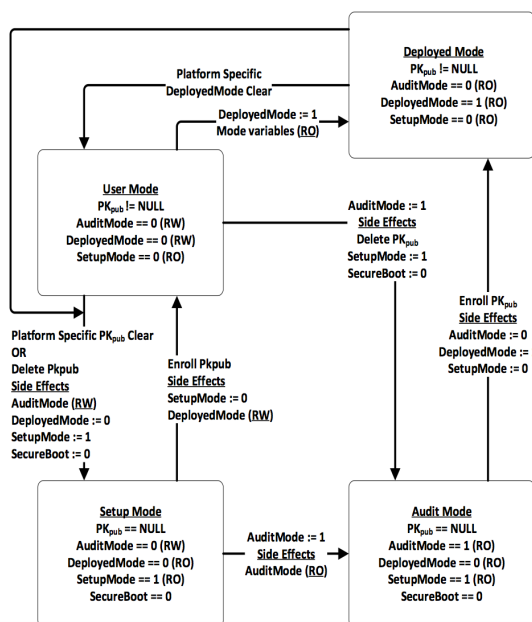 Deployed Mode
PKpub != NULL
AuditMode == 0 (RO)
DeployedMode == 1 (RO)
SetupMode == 0 (RO)
Platform Specific
DeployedMode Clear
DeployedMode := 1
Mode variables (RO)
User Mode
PKpub != NULL
AuditMode == 0 (RW)
DeployedMode == 0 (RW)
SetupMode == 0 (RO)
AuditMode := 1
Side Effects
Delete PKpub
SetupMode := 1
SecureBoot := 0
Enroll PKpub
Side Effects
AuditMode := 0
DeployedMode :=
SetupMode := 0
Platform Specific PKpub Clear
OR
Delete Pkpub
Side Effects
AuditMode (RW)
DeployedMode := 0
SetupMode := 1
SecureBoot := 0
Enroll Pkpub
Side Effects
SetupMode := 0
DeployedMode (RW)
Setup Mode
PKpub == NULL
AuditMode == 0 (RW)
DeployedMode == 0 (RO)
SetupMode == 1 (RO)
SecureBoot == 0
AuditMode := 1
Side Effects
AuditMode (RO)
Audit Mode
PKpub == NULL
AuditMode == 1 (RO)
DeployedMode == 0 (RO)
SetupMode == 1 (RO)
SecureBoot == 0